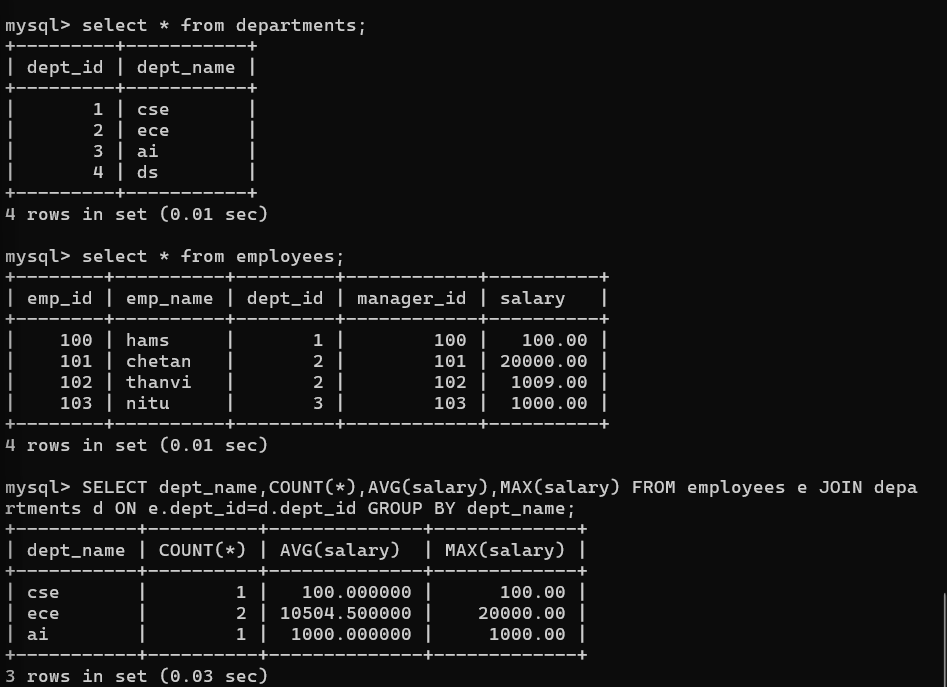 mysql> select * from departments;
+---------+-----------+
| dept_id | dept_name |
+---------+-----------+
|       1 | cse       |
|       2 | ece       |
|       3 | ai        |
|       4 | ds        |
+---------+-----------+
4 rows in set (0.01 sec)

mysql> select * from employees;
+--------+----------+---------+------------+----------+
| emp_id | emp_name | dept_id | manager_id | salary   |
+--------+----------+---------+------------+----------+
|    100 | hams     |       1 |        100 |   100.00 |
|    101 | chetan   |       2 |        101 | 20000.00 |
|    102 | thanvi   |       2 |        102 |  1009.00 |
|    103 | nitu     |       3 |        103 |  1000.00 |
+--------+----------+---------+------------+----------+
4 rows in set (0.01 sec)

mysql> SELECT dept_name,COUNT(*),AVG(salary),MAX(salary) FROM employees e JOIN depa
rtments d ON e.dept_id=d.dept_id GROUP BY dept_name;
+-----------+----------+--------------+-------------+
| dept_name | COUNT(*) | AVG(salary)  | MAX(salary) |
+-----------+----------+--------------+-------------+
| cse       |        1 |   100.000000 |      100.00 |
| ece       |        2 | 10504.500000 |    20000.00 |
| ai        |        1 |  1000.000000 |     1000.00 |
+-----------+----------+--------------+-------------+
3 rows in set (0.03 sec)